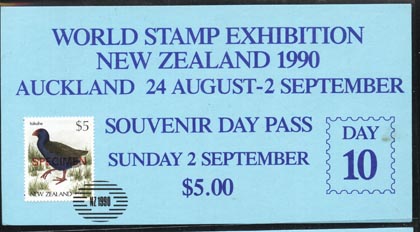 WORLD STAMP EXHIBITION
NEW ZEALAND 1990
AUCKLAND 24 AUGUST-2 SEPTEMBER
takahe
$5
SPECIMEN
NEW ZEALAND
NZ 1990
SOUVENIR DAY PASS
SUNDAY 2 SEPTEMBER
$5.00
DAY
10